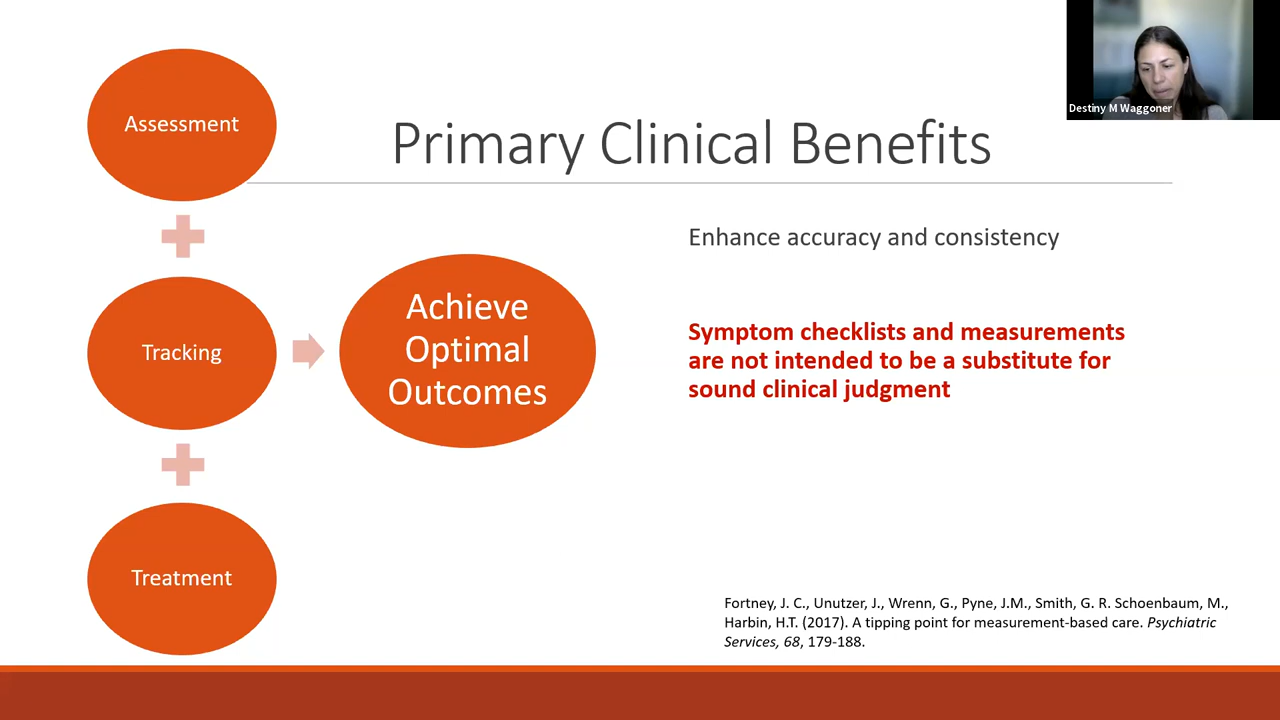 Destiny M Waggoner
Primary Clinical Benefits
Assessment
Tracking
Treatment
Achieve
Optimal
Outcomes
Enhance accuracy and consistency
Symptom checklists and measurements
are not intended to be a substitute for
sound clinical judgment
Fortney, J. C., Unutzer, J., Wrenn, G., Pyne, J.M., Smith, G. R. Schoenbaum, M.,
Harbin, H.T. (2017). A tipping point for measurement-based care. Psychiatric
Services, 68, 179-188.